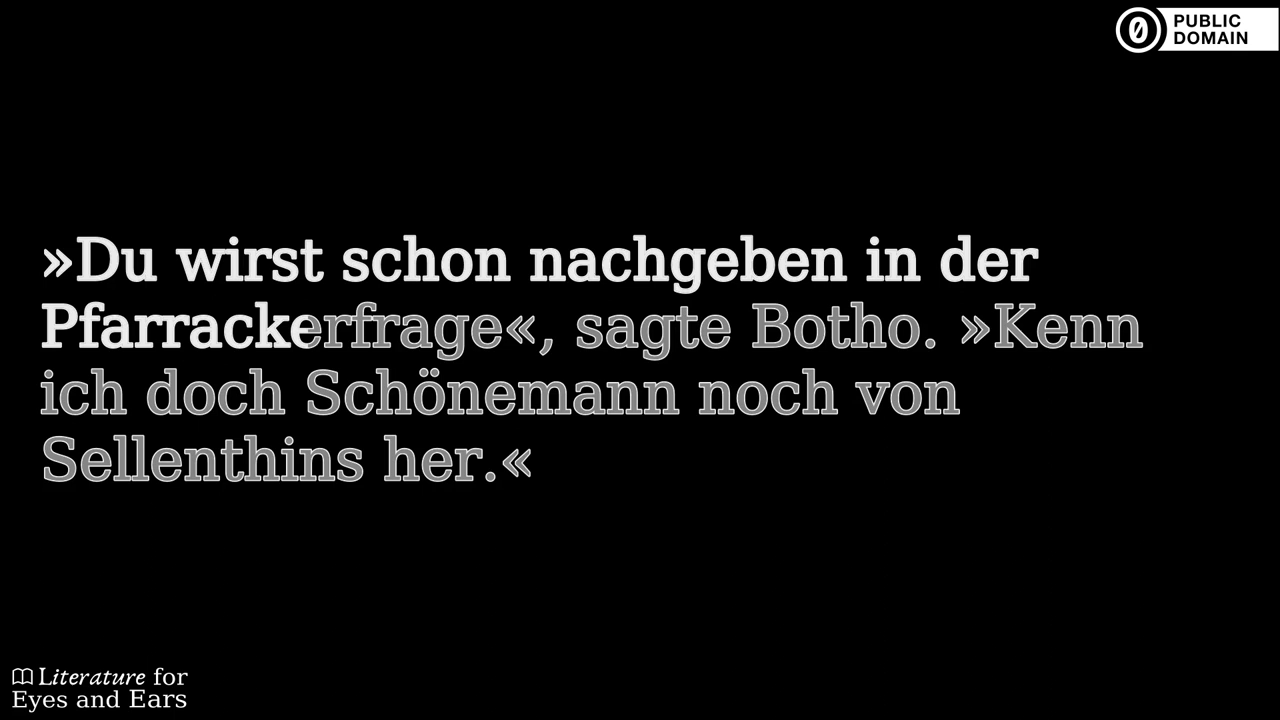 PUBLIC
DOMAIN
»Du wirst schon nachgeben in der
Pfarrackerfrage«, sagte Botho. »Kenn
ich doch Schönemann noch von
Sellenthins her.«
Literature for
Eyes and Ears